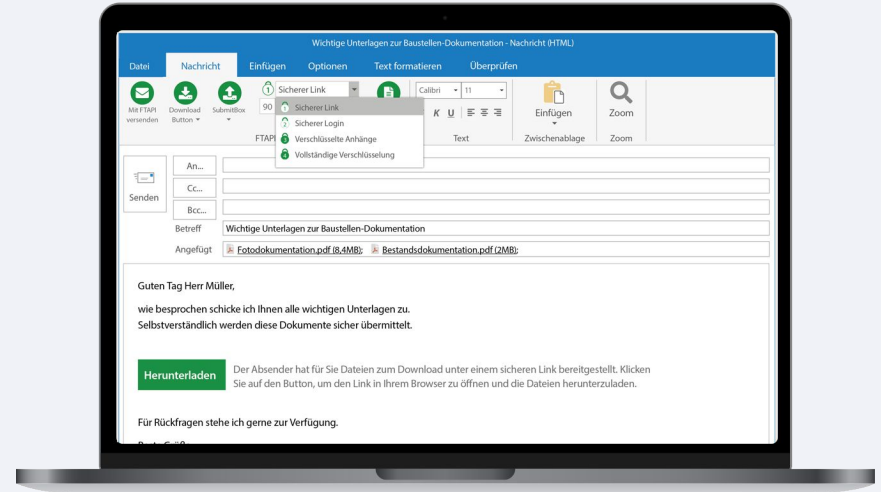 Wichtige Unterlagen zur Baustellen-Dokumentation - Nachricht (HTML)
Datei Nachricht Einfügen Optionen Text formatieren Überprüfen
1 Sicherer Link Calibri 11
90
Mit FTAPI versenden
Download Button
SubmitBox
1 Sicherer Link
2 Sicherer Login
3 Verschlüsselte Anhänge
4 Vollständige Verschlüsselung
K U
Einfügen
Zoom
FTAPI Text Zwischenablage Zoom
Senden
An...
Cc...
Bcc...
Betreff Wichtige Unterlagen zur Baustellen-Dokumentation
Angefügt Fotodokumentation.pdf (8,4MB); Bestandsdokumentation.pdf (2MB);
Guten Tag Herr Müller,
wie besprochen schicke ich Ihnen alle wichtigen Unterlagen zu.
Selbstverständlich werden diese Dokumente sicher übermittelt.
Herunterladen
Der Absender hat für Sie Dateien zum Download unter einem sicheren Link bereitgestellt. Klicken
Sie auf den Button, um den Link in Ihrem Browser zu öffnen und die Dateien herunterzuladen.
Für Rückfragen stehe ich gerne zur Verfügung.